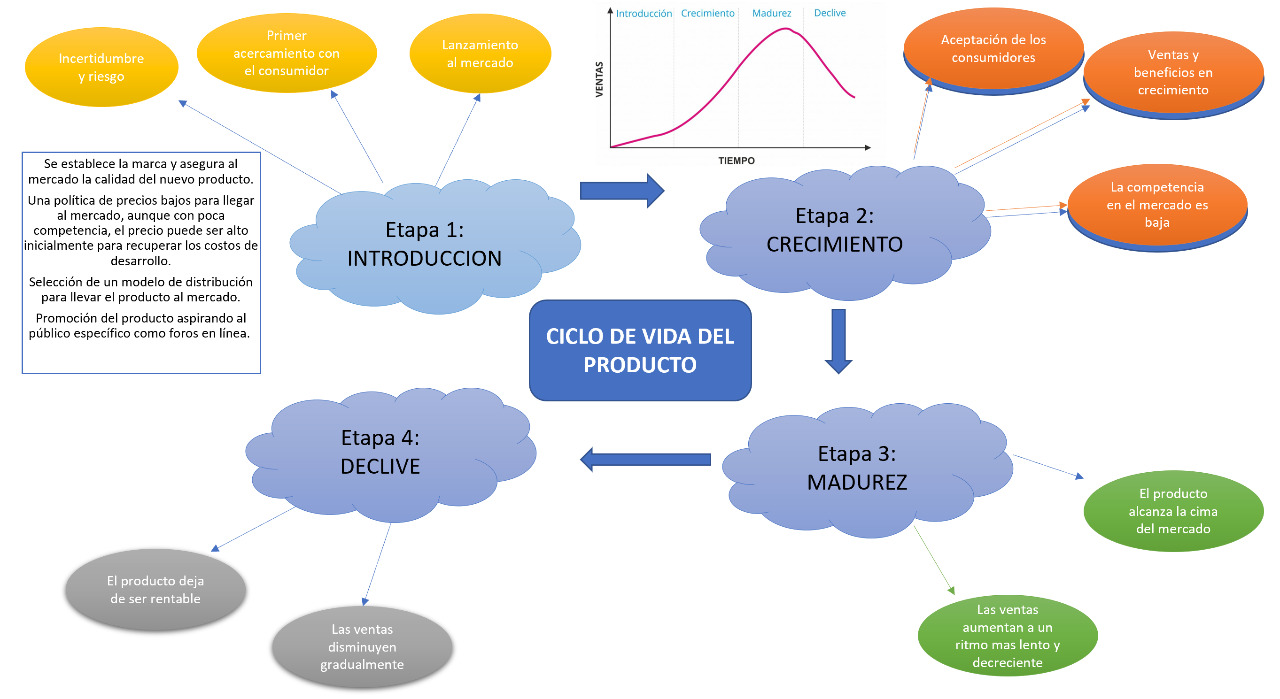 Introducción
Crecimiento
Madurez
Declive
VENTAS
TIEMPO
Incertidumbre
y riesgo
Primer
acercamiento con
el consumidor
Lanzamiento
al mercado
Aceptación de los
consumidores
Ventas y
beneficios en
crecimiento
La competencia
en el mercado es
baja
Se establece la marca y asegura al
mercado la calidad del nuevo producto.
Una política de precios bajos para llegar
al mercado, aunque con poca
competencia, el precio puede ser alto
inicialmente para recuperar los costos de
desarrollo.
Selección de un modelo de distribución
para llevar el producto al mercado.
Promoción del producto aspirando al
público específico como foros en línea.
Etapa 1:
INTRODUCCION
Etapa 2:
CRECIMIENTO
CICLO DE VIDA DEL
PRODUCTO
Etapa 4:
DECLIVE
Etapa 3:
MADUREZ
El producto
alcanza la cima
del mercado
El producto deja
de ser rentable
Las ventas
disminuyen
gradualmente
Las ventas
aumentan a un
ritmo mas lento y
decreciente